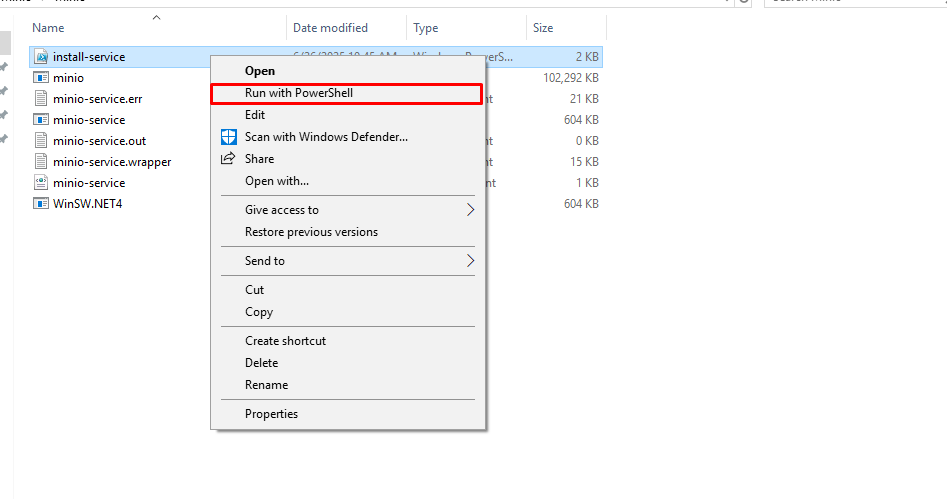 Name Date modified Type Size
install-service 2 KB
Open
minio 102,292 KB
Run with PowerShell
minio-service.err 21 KB
Edit
minio-service 604 KB
Scan with Windows Defender...
minio-service.out 0 KB
Share
minio-service.wrapper 15 KB
Open with...
minio-service 1 KB
WinSW.NET4 604 KB
Give access to
Restore previous versions
Send to
Cut
Copy
Create shortcut
Delete
Rename
Properties